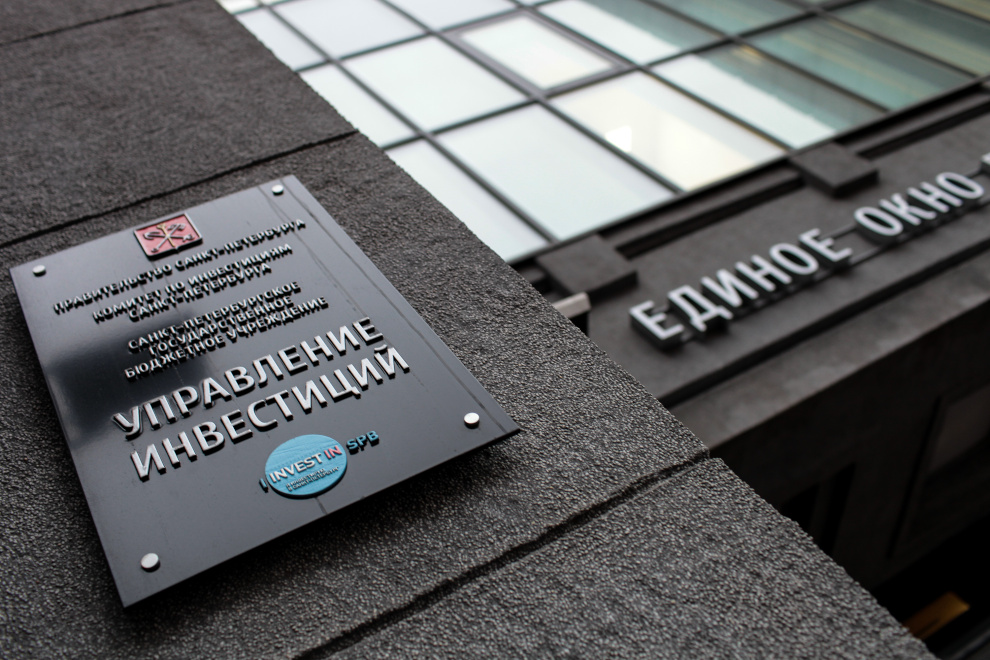 ПРАВИТЕЛЬСТВО САНКТ-ПЕТЕРБУРГА
КОМИТЕТ ПО ИНВЕСТИЦИЯМ
САНКТ-ПЕТЕРБУРГА
САНКТ-ПЕТЕРБУРГСКОЕ
ГОСУДАРСТВЕННОЕ
БЮДЖЕТНОЕ УЧРЕЖДЕНИЕ
УПРАВЛЕНИЕ
ИНВЕСТИЦИЙ
INVEST IN SPB
ЕДИНОЕ ОКНО